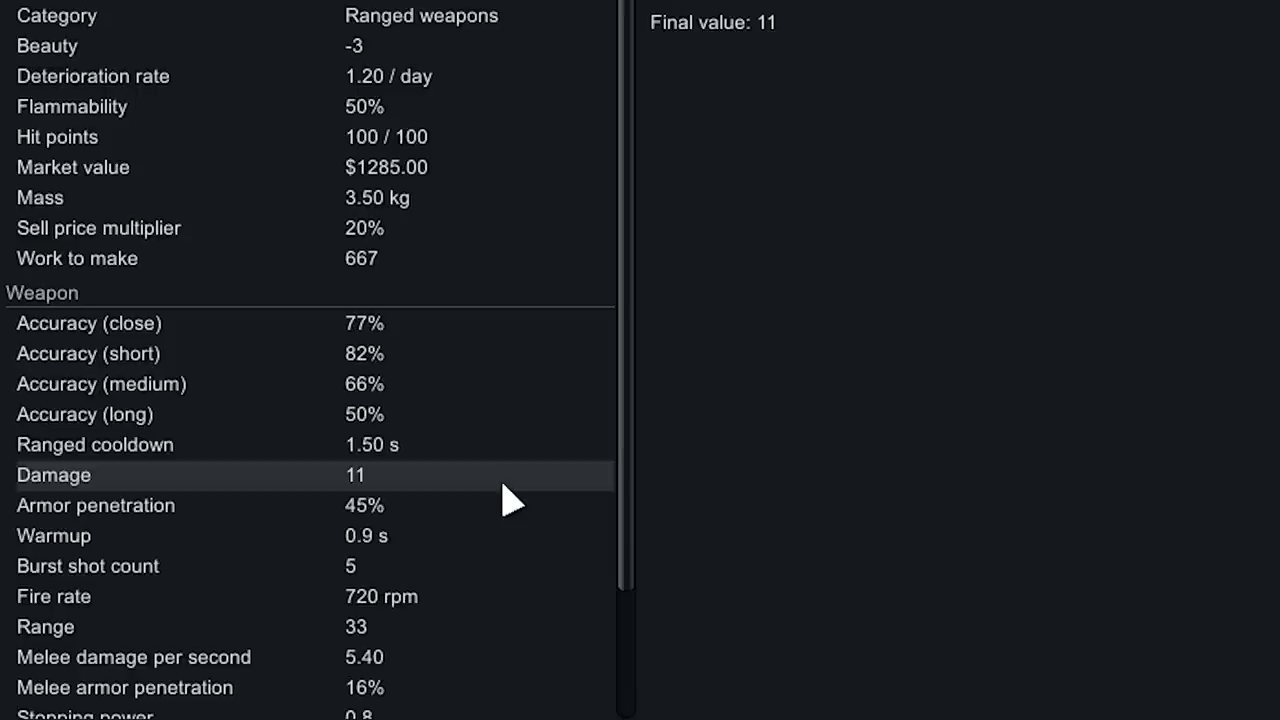 Category Ranged weapons
Beauty -3
Deterioration rate 1.20 / day
Flammability 50%
Hit points 100 / 100
Market value $1285.00
Mass 3.50 kg
Sell price multiplier 20%
Work to make 667
Weapon
Accuracy (close) 77%
Accuracy (short) 82%
Accuracy (medium) 66%
Accuracy (long) 50%
Ranged cooldown 1.50 s
Damage 11
Armor penetration 45%
Warmup 0.9 s
Burst shot count 5
Fire rate 720 rpm
Range 33
Melee damage per second 5.40
Melee armor penetration 16%
Stopping power 0.8
Final value: 11